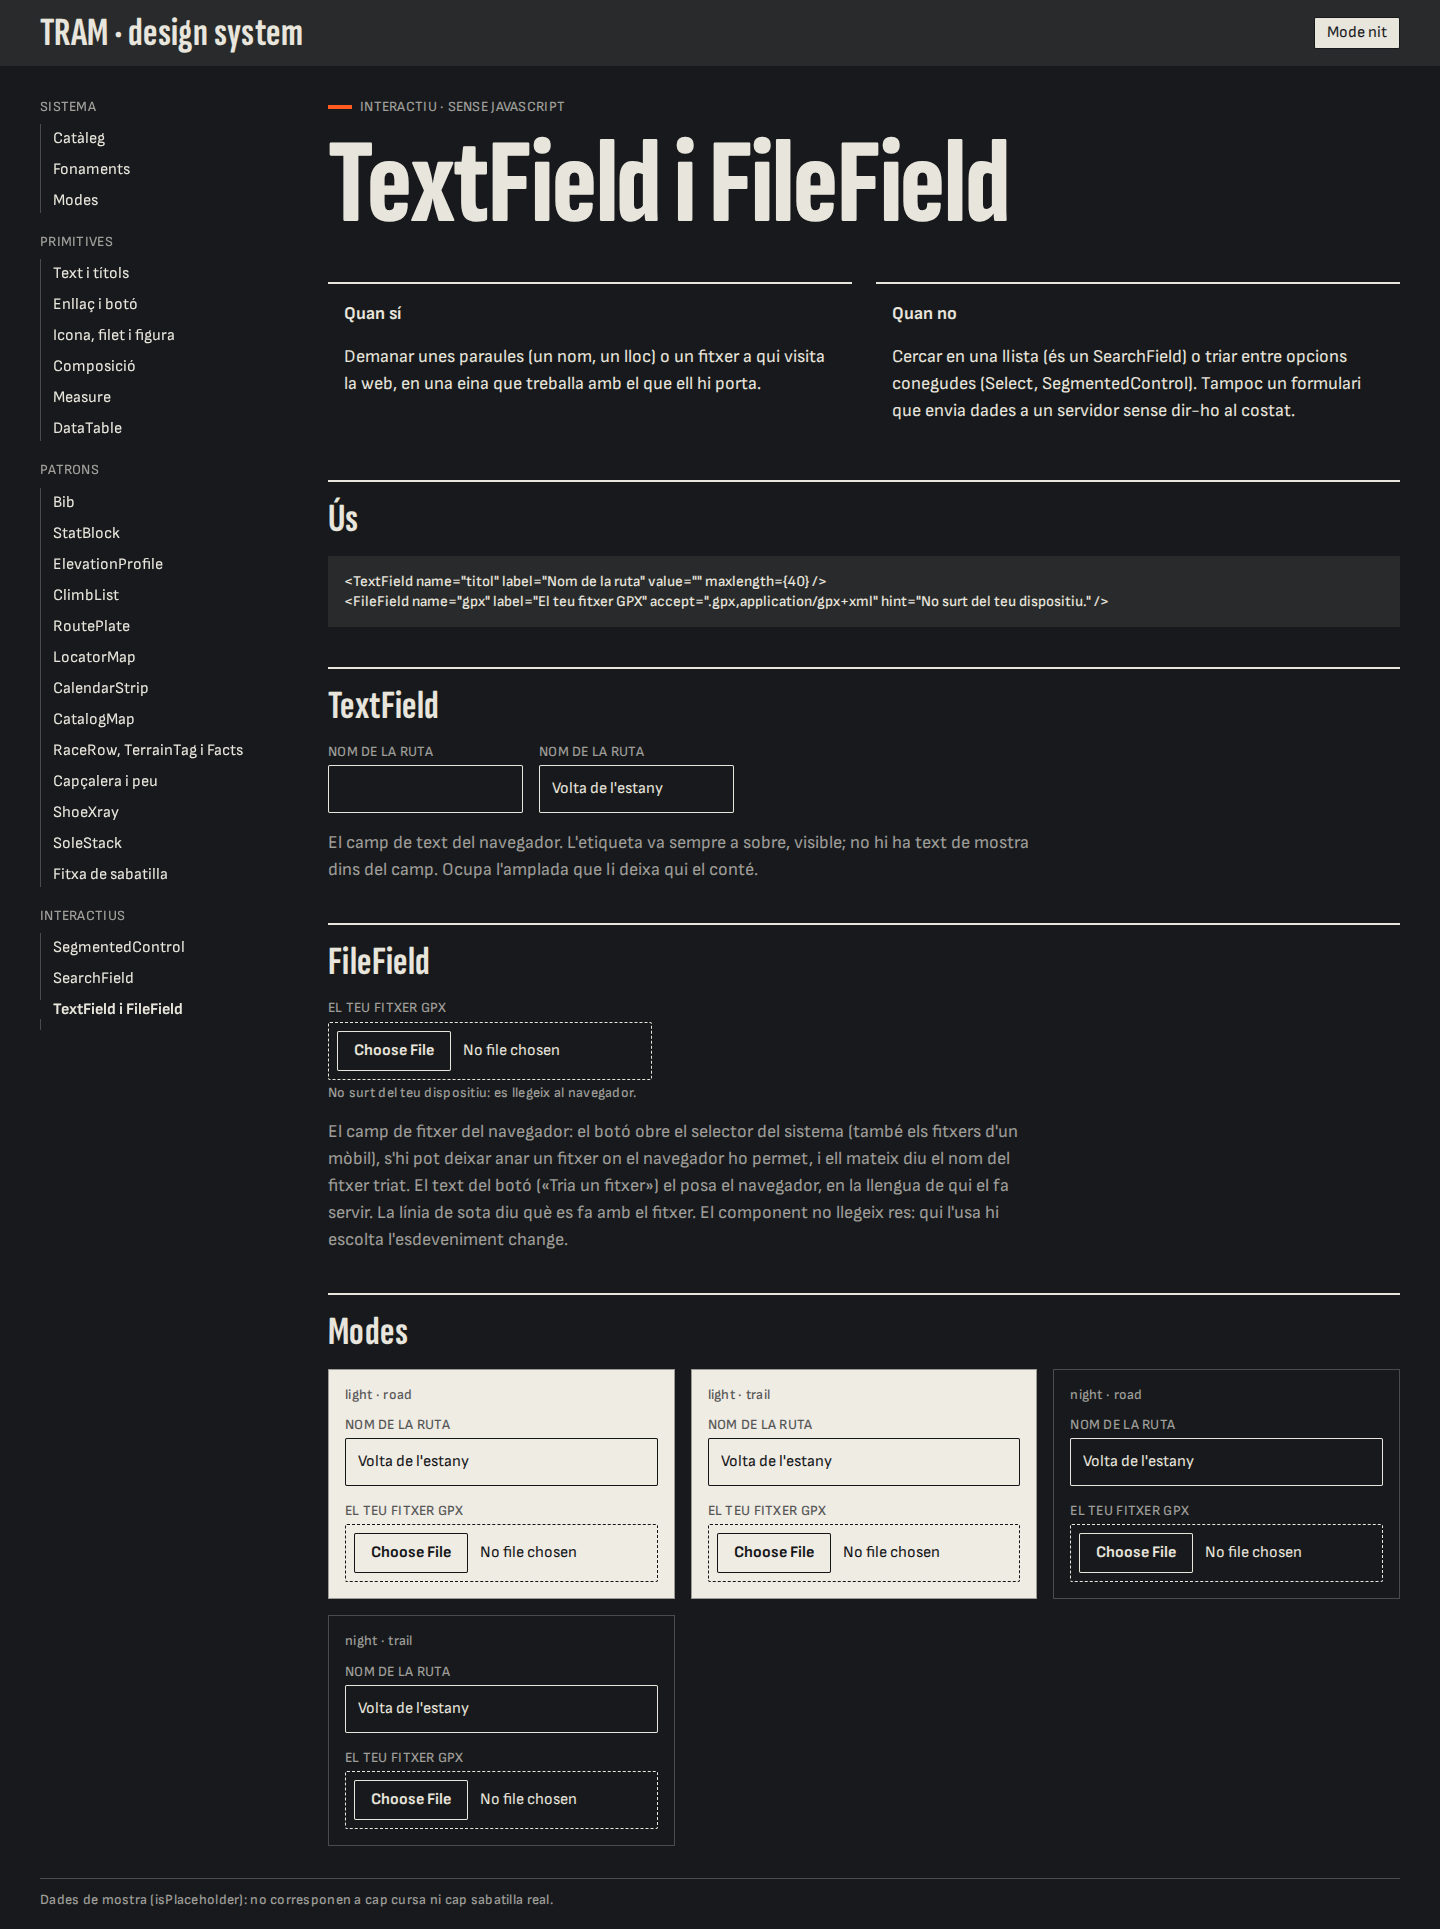 TRAM · design system
Mode nit
SISTEMA
Catàleg
Fonaments
Modes
PRIMITIVES
Text i títols
Enllaç i botó
Icona, filet i figura
Composició
Measure
DataTable
PATRONS
Bib
StatBlock
ElevationProfile
ClimbList
RoutePlate
LocatorMap
CalendarStrip
CatalogMap
RaceRow, TerrainTag i Facts
Capçalera i peu
ShoeXray
SoleStack
Fitxa de sabatilla
INTERACTIUS
SegmentedControl
SearchField
TextField i FileField
INTERACTIU · SENSE JAVASCRIPT
TextField i FileField
Quan sí
Demanar unes paraules (un nom, un lloc) o un fitxer a qui visita
la web, en una eina que treballa amb el que ell hi porta.
Quan no
Cercar en una llista (és un SearchField) o triar entre opcions
conegudes (Select, SegmentedControl). Tampoc un formulari
que envia dades a un servidor sense dir-ho al costat.
Ús
<TextField name="titol" label="Nom de la ruta" value="" maxlength={40} />
<FileField name="gpx" label="El teu fitxer GPX" accept=".gpx,application/gpx+xml" hint="No surt del teu dispositiu." />
TextField
NOM DE LA RUTA
NOM DE LA RUTA
Volta de l'estany
El camp de text del navegador. L'etiqueta va sempre a sobre, visible; no hi ha text de mostra
dins del camp. Ocupa l'amplada que li deixa qui el conté.
FileField
EL TEU FITXER GPX
Choose File No file chosen
No surt del teu dispositiu: es llegeix al navegador.
El camp de fitxer del navegador: el botó obre el selector del sistema (també els fitxers d'un
mòbil), s'hi pot deixar anar un fitxer on el navegador ho permet, i ell mateix diu el nom del
fitxer triat. El text del botó («Tria un fitxer») el posa el navegador, en la llengua de qui el fa
servir. La línia de sota diu què es fa amb el fitxer. El component no llegeix res: qui l'usa hi
escolta l'esdeveniment change.
Modes
light · road
NOM DE LA RUTA
Volta de l'estany
EL TEU FITXER GPX
Choose File No file chosen
light · trail
NOM DE LA RUTA
Volta de l'estany
EL TEU FITXER GPX
Choose File No file chosen
night · road
NOM DE LA RUTA
Volta de l'estany
EL TEU FITXER GPX
Choose File No file chosen
night · trail
NOM DE LA RUTA
Volta de l'estany
EL TEU FITXER GPX
Choose File No file chosen
Dades de mostra (isPlaceholder): no corresponen a cap cursa ni cap sabatilla real.